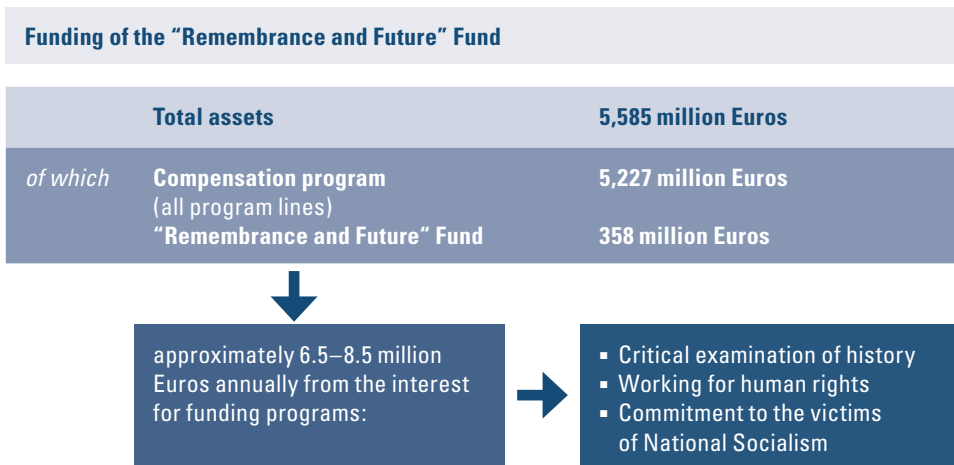 Funding of the “Remembrance and Future” Fund
Total assets 5,585 million Euros
of which Compensation program 5,227 million Euros
(all program lines)
“Remembrance and Future“ Fund 358 million Euros
approximately 6.5–8.5 million
Euros annually from the interest
for funding programs:
▪ Critical examination of history
▪ Working for human rights
▪ Commitment to the victims
of National Socialism